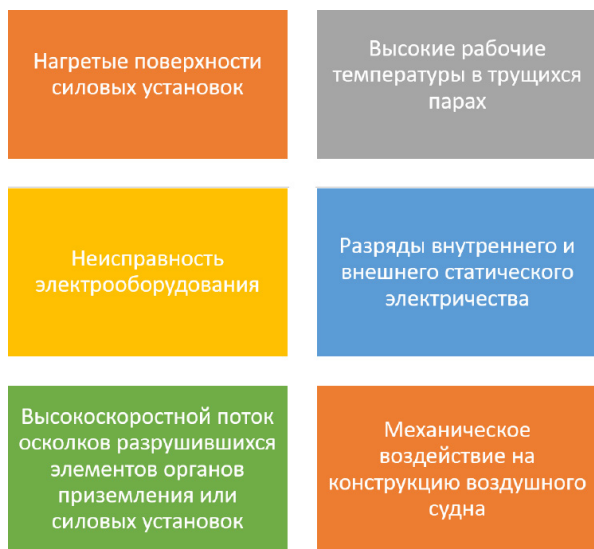 Нагретые поверхности
силовых установок
Высокие рабочие
температуры в трущихся
парах
Неисправность
электрооборудования
Разряды внутреннего и
внешнего статического
электричества
Высокоскоростной поток
осколков разрушившихся
элементов органов
приземления или
силовых установок
Механическое
воздействие на
конструкцию воздушного
судна